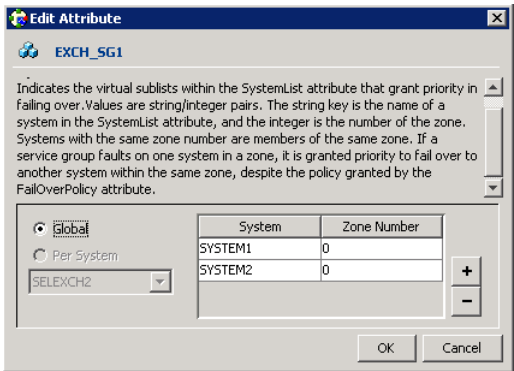 Edit Attribute
EXCH_SG1
Indicates the virtual sublists within the SystemList attribute that grant priority in
failing over.Values are string/integer pairs. The string key is the name of a
system in the SystemList attribute, and the integer is the number of the zone.
Systems with the same zone number are members of the same zone. If a
service group faults on one system in a zone, it is granted priority to fail over to
another system within the same zone, despite the policy granted by the
FailOverPolicy attribute.
Global
Per System
SELEXCH2
System Zone Number
SYSTEM1 0
SYSTEM2 0
+
-
OK Cancel